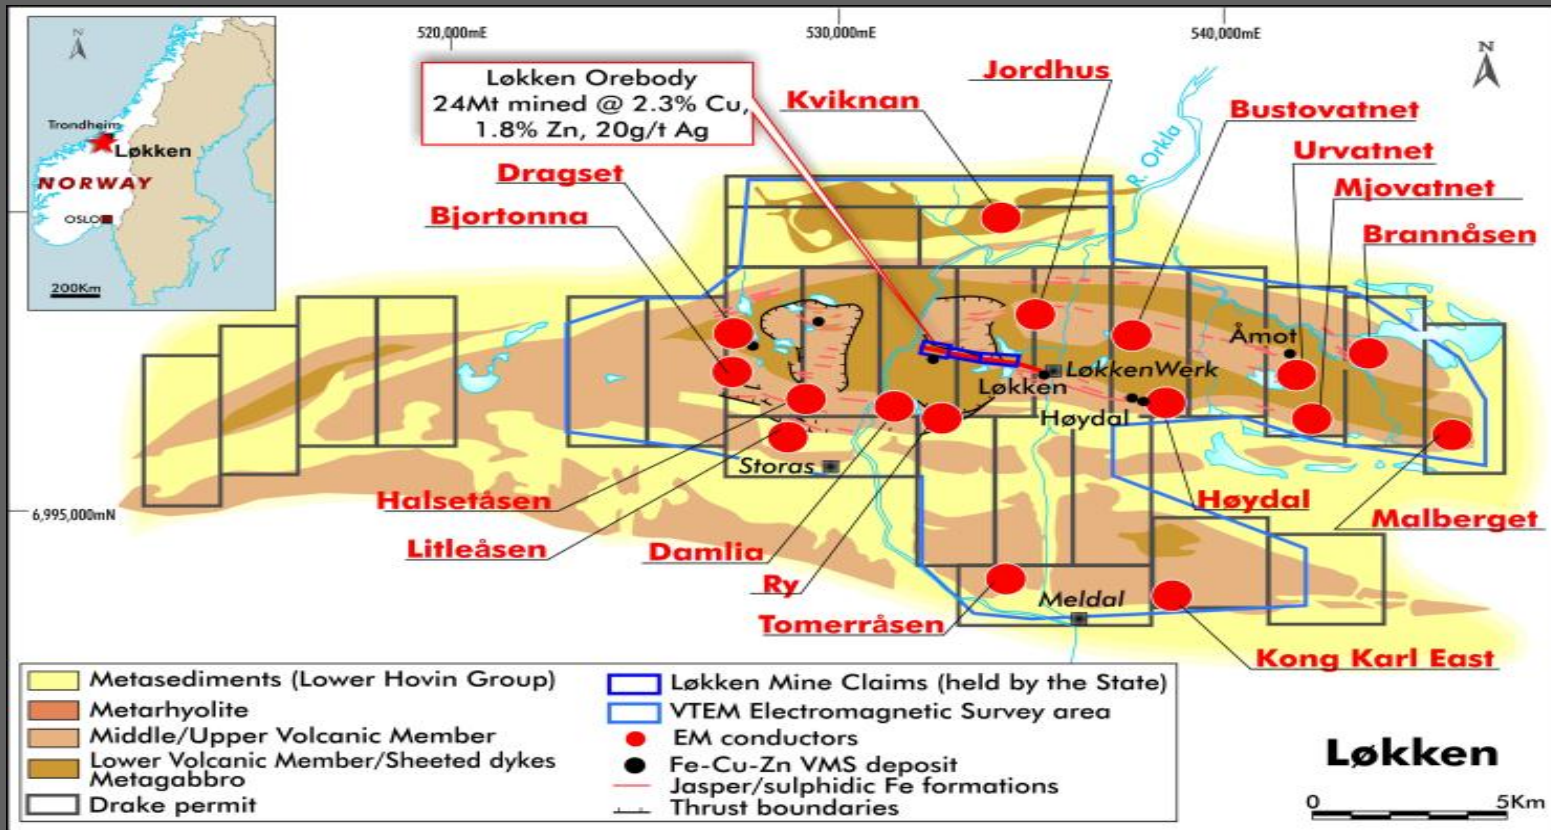 520,000mE
530,000mE
540,000mE
N
Trondheim
Løkken
NORWAY
OSLO
200Km
Løkken Orebody
24Mt mined @ 2.3% Cu,
1.8% Zn, 20g/t Ag
N
Jordhus
Kviknan
Bustovatnet
R. Orkla
Urvatnet
Dragset
Mjovatnet
Bjortonna
Brannåsen
Åmot
LøkkenWerk
Løkken
Høydal
Storas
Halsetåsen
Høydal
6,995,000mN
Malberget
Litleåsen
Damlia
Ry
Meldal
Tomerråsen
Kong Karl East
Metasediments (Lower Hovin Group)
Metarhyolite
Middle/Upper Volcanic Member
Lower Volcanic Member/Sheeted dykes
Metagabbro
Drake permit
Løkken Mine Claims (held by the State)
VTEM Electromagnetic Survey area
EM conductors
Fe-Cu-Zn VMS deposit
Jasper/sulphidic Fe formations
Thrust boundaries
Løkken
0 5Km